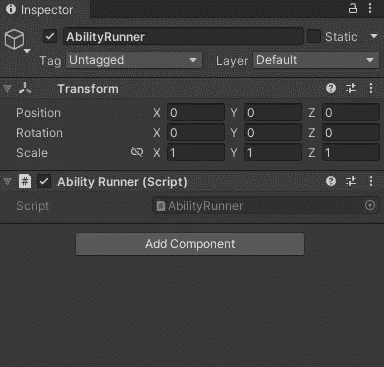 Inspector
AbilityRunner Static
Tag Untagged Layer Default
Transform
Position X 0 Y 0 Z 0
Rotation X 0 Y 0 Z 0
Scale X 1 Y 1 Z 1
# Ability Runner (Script)
Script # AbilityRunner
Add Component